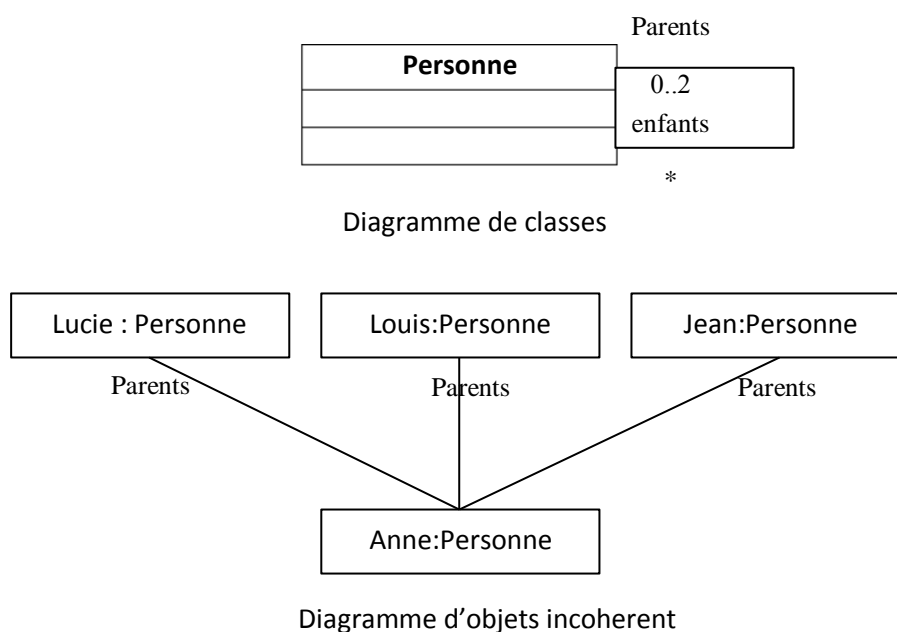 Parents
Personne
0..2
enfants
*
Diagramme de classes
Lucie : Personne
Louis:Personne
Jean:Personne
Parents
Parents
Parents
Anne:Personne
Diagramme d’objets incoherent